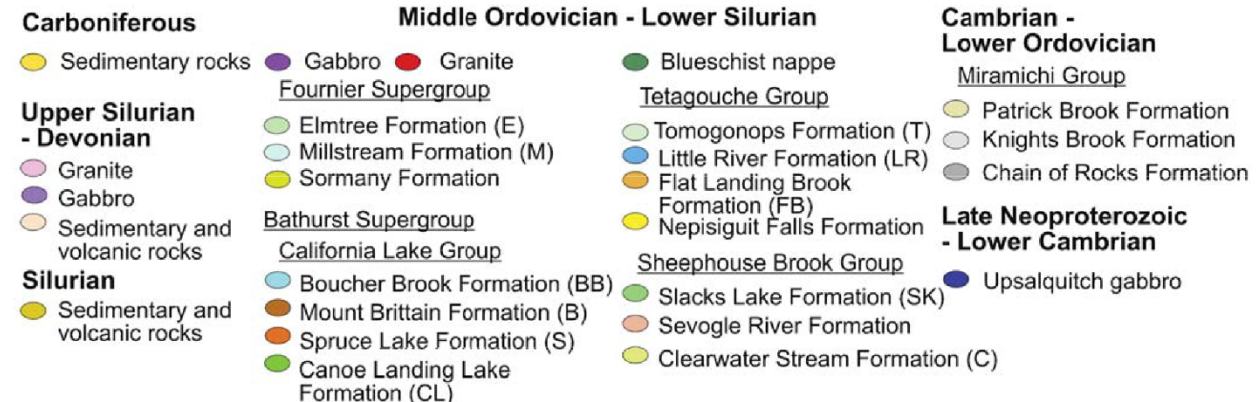 Carboniferous
Sedimentary rocks
Upper Silurian
- Devonian
Granite
Gabbro
Sedimentary and
volcanic rocks
Silurian
Sedimentary and
volcanic rocks
Middle Ordovician - Lower Silurian
Gabbro
Granite
Fournier Supergroup
Elmtree Formation (E)
Millstream Formation (M)
Sormany Formation
Bathurst Supergroup
California Lake Group
Boucher Brook Formation (BB)
Mount Brittain Formation (B)
Spruce Lake Formation (S)
Canoe Landing Lake
Formation (CL)
Blueschist nappe
Tetagouche Group
Tomogonops Formation (T)
Little River Formation (LR)
Flat Landing Brook
Formation (FB)
Nepisiguit Falls Formation
Sheephouse Brook Group
Slacks Lake Formation (SK)
Sevogle River Formation
Clearwater Stream Formation (C)
Cambrian -
Lower Ordovician
Miramichi Group
Patrick Brook Formation
Knights Brook Formation
Chain of Rocks Formation
Late Neoproterozoic
- Lower Cambrian
Upsalquitch gabbro